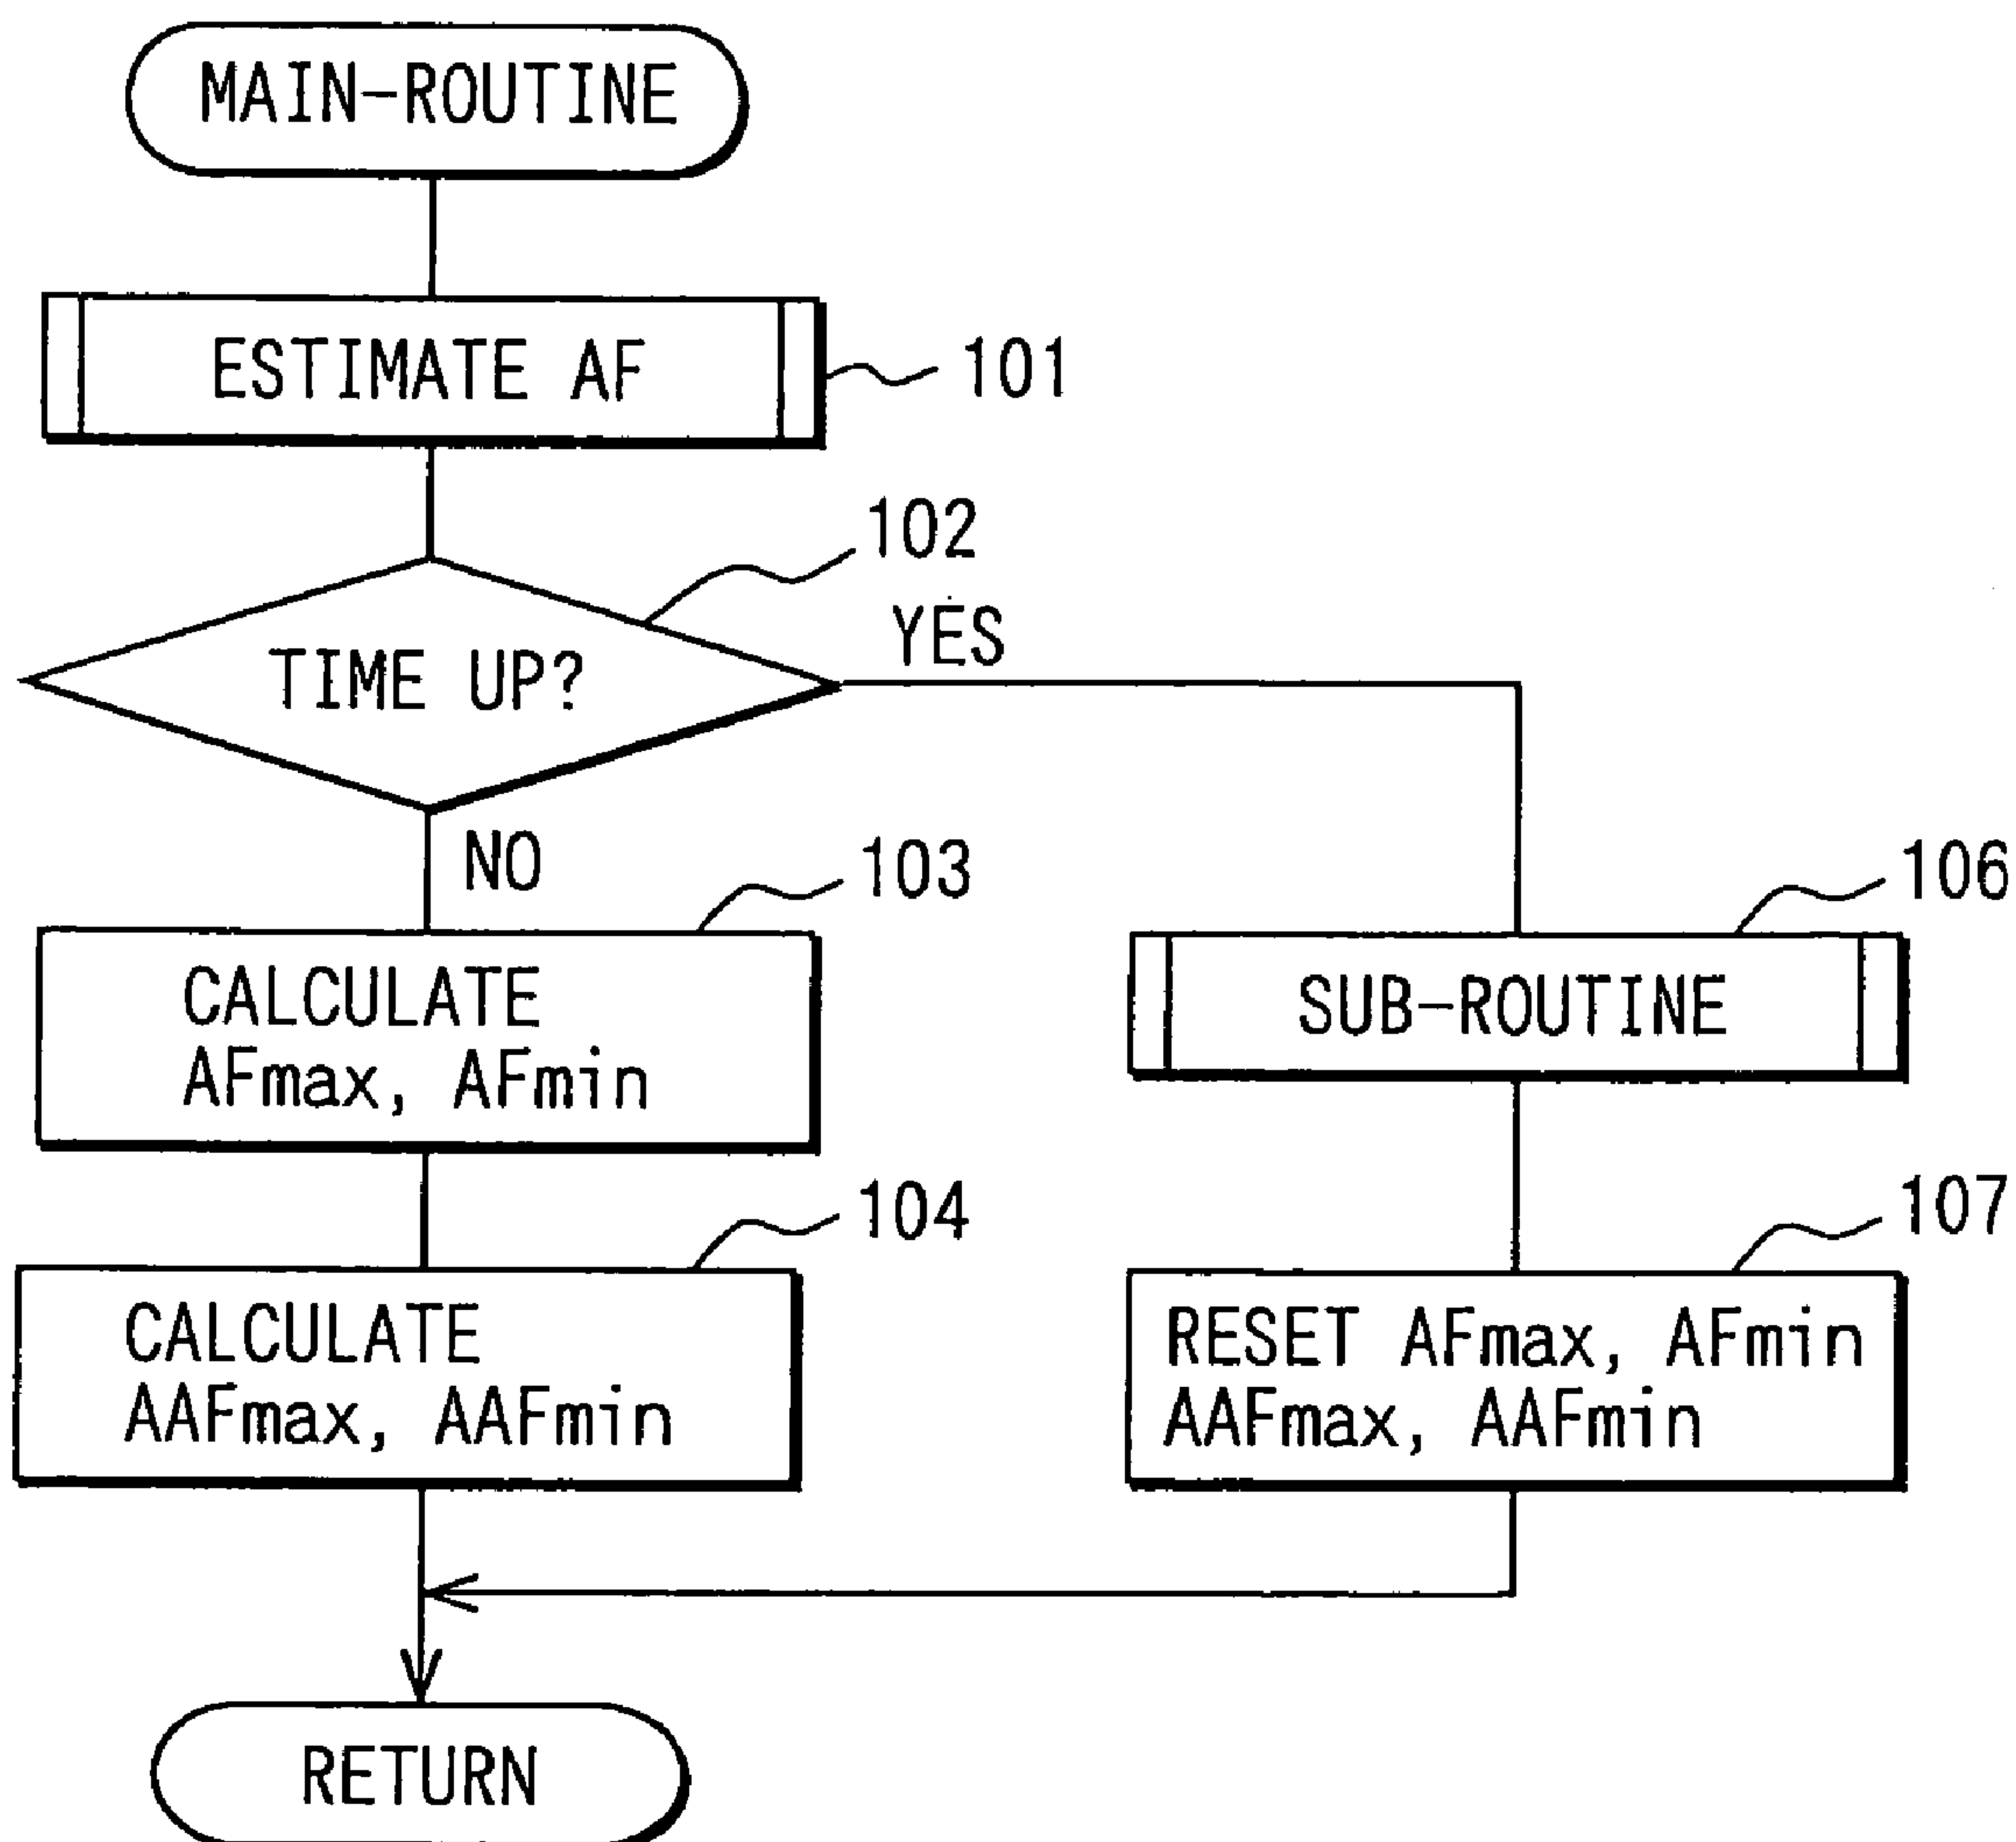 MAIN-ROUTINE
ESTIMATE AF
101
102
TIME UP?
YES
NO
103
CALCULATE
AFmax, AFmin
106
SUB-ROUTINE
104
CALCULATE
AAFmax, AAFmin
107
RESET AFmax, AFmin
AAFmax, AAFmin
RETURN